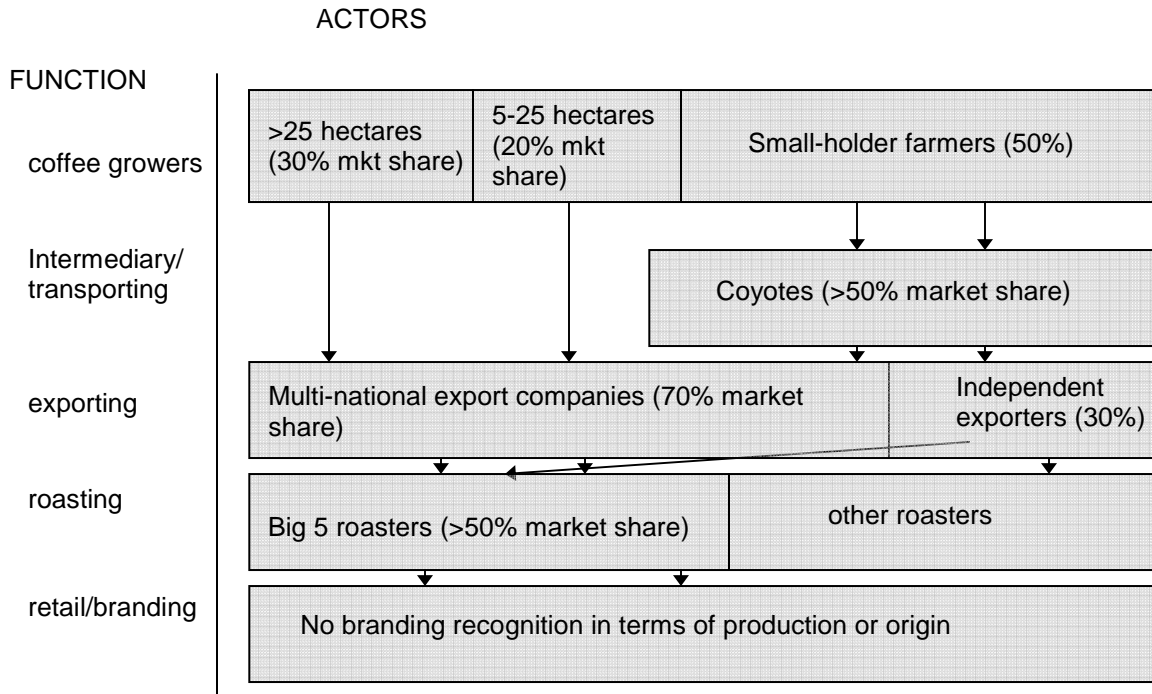 ACTORS
FUNCTION
coffee growers
>25 hectares
(30% mkt share)
5-25 hectares
(20% mkt
share)
Small-holder farmers (50%)
Intermediary/
transporting
Coyotes (>50% market share)
exporting
Multi-national export companies (70% market
share)
Independent
exporters (30%)
roasting
Big 5 roasters (>50% market share)
other roasters
retail/branding
No branding recognition in terms of production or origin